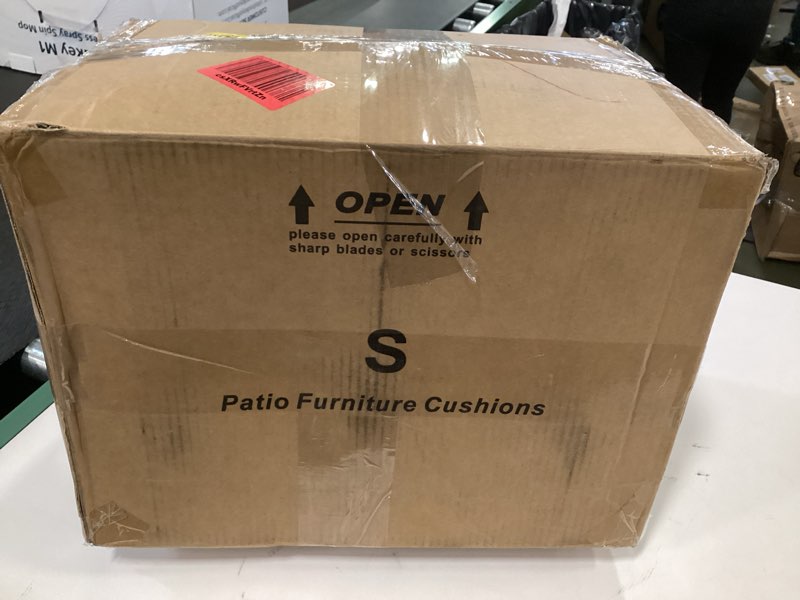 OPEN
please open carefully with
sharp blades or scissors
S
Patio Furniture Cushions